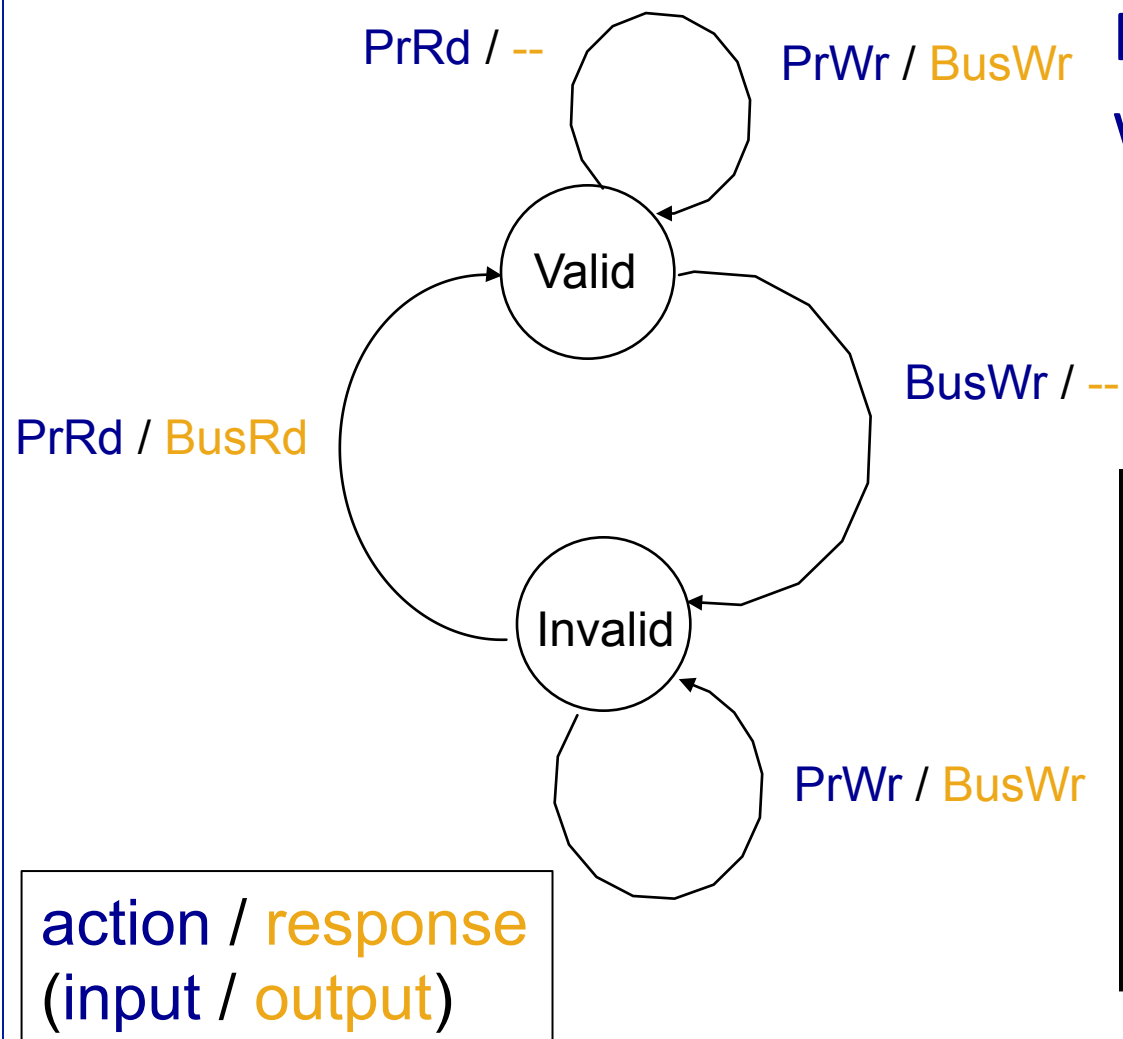 PrRd / --
PrWr / BusWr
Valid
BusWr / --
PrRd / BusRd
Invalid
PrWr / BusWr
action / response
(input / output)